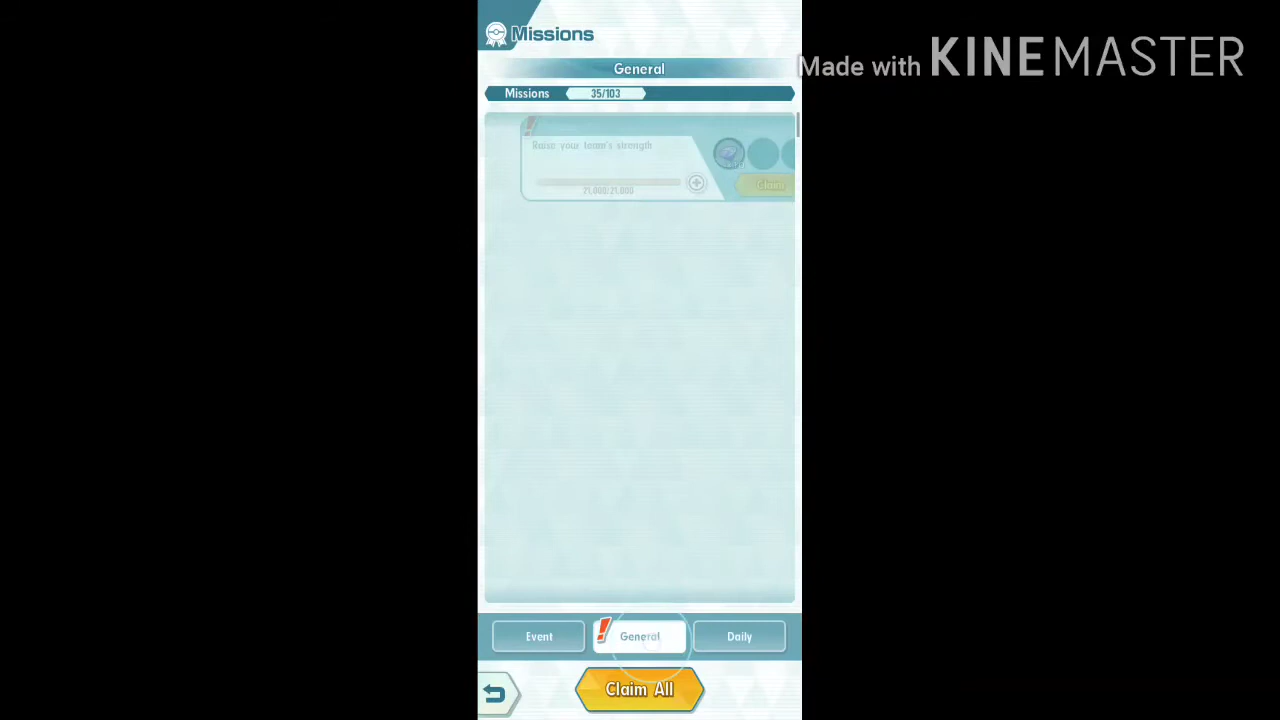 Missions
Made with KINEMASTER
General
Missions 35/103
Raise your team's strength
21,000/21,000
Claim
Event
General
Daily
Claim All